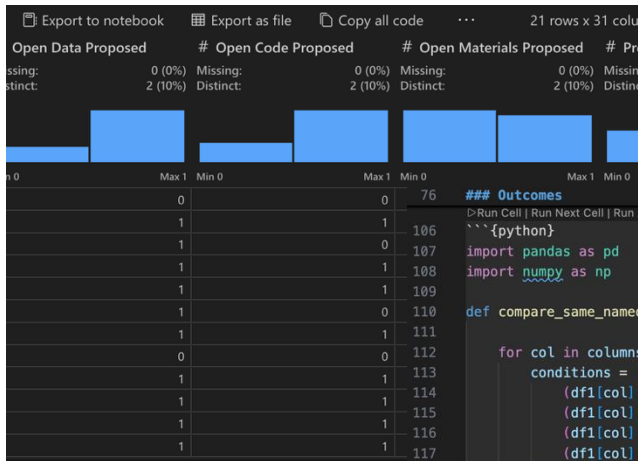 Export to notebook Export as file Copy all code ... 21 rows x 31 colu
Open Data Proposed # Open Code Proposed # Open Materials Proposed # Pr
ssing: 0 (0%) Missing: 0 (0%) Missing: 0 (0%) Missin
stinct: 2 (10%) Distinct: 2 (10%) Distinct: 2 (10%) Distin
n 0 Max 1 Min 0 Max 1 Min 0 Max 1 Min 0
0 0
1 1
1 0
1 1
1 1
1 0
1 1
0 0
1 1
1 1
1 1
1 1
76 ### Outcomes
Run Cell | Run Next Cell | Run
106 ```{python}
107 import pandas as pd
108 import numpy as np
109
110 def compare_same_named
111
112 for col in columns
113 conditions =
114 (df1[col]
115 (df1[col]
116 (df1[col]
117 (df1[col]